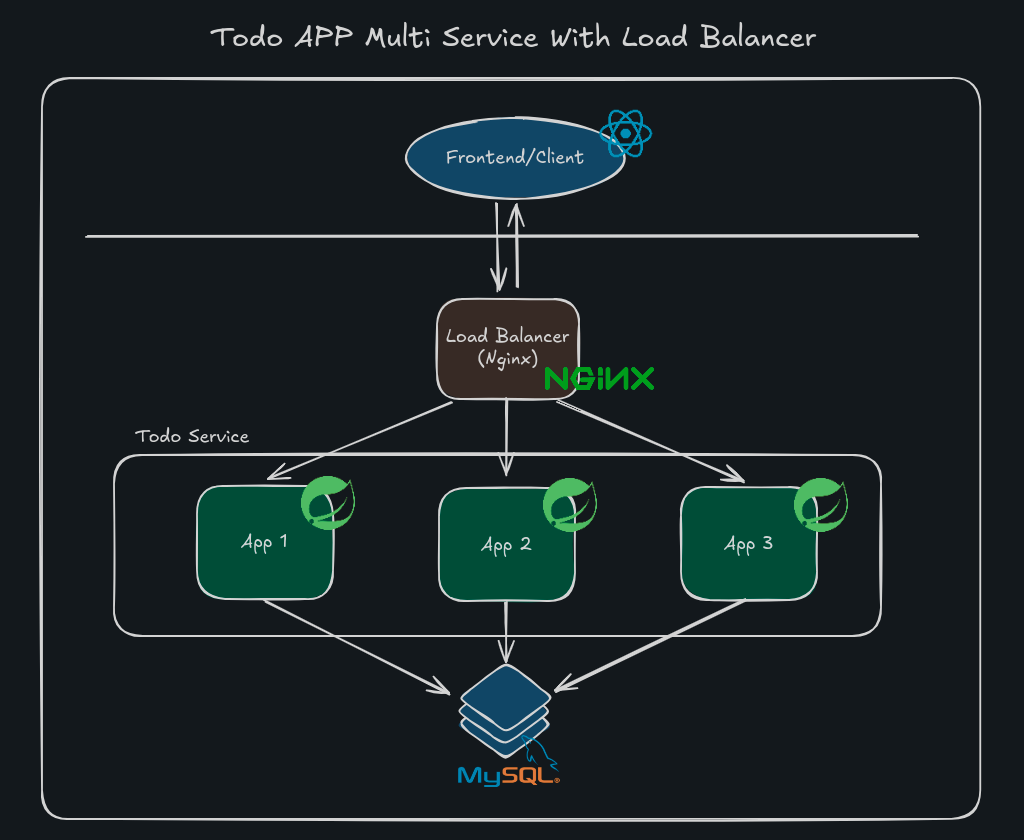 Todo APP Multi Service With Load Balancer
Frontend/Client
Load Balancer
(Nginx)
NGiNX
Todo Service
App 1
App 2
App 3
MySQL®